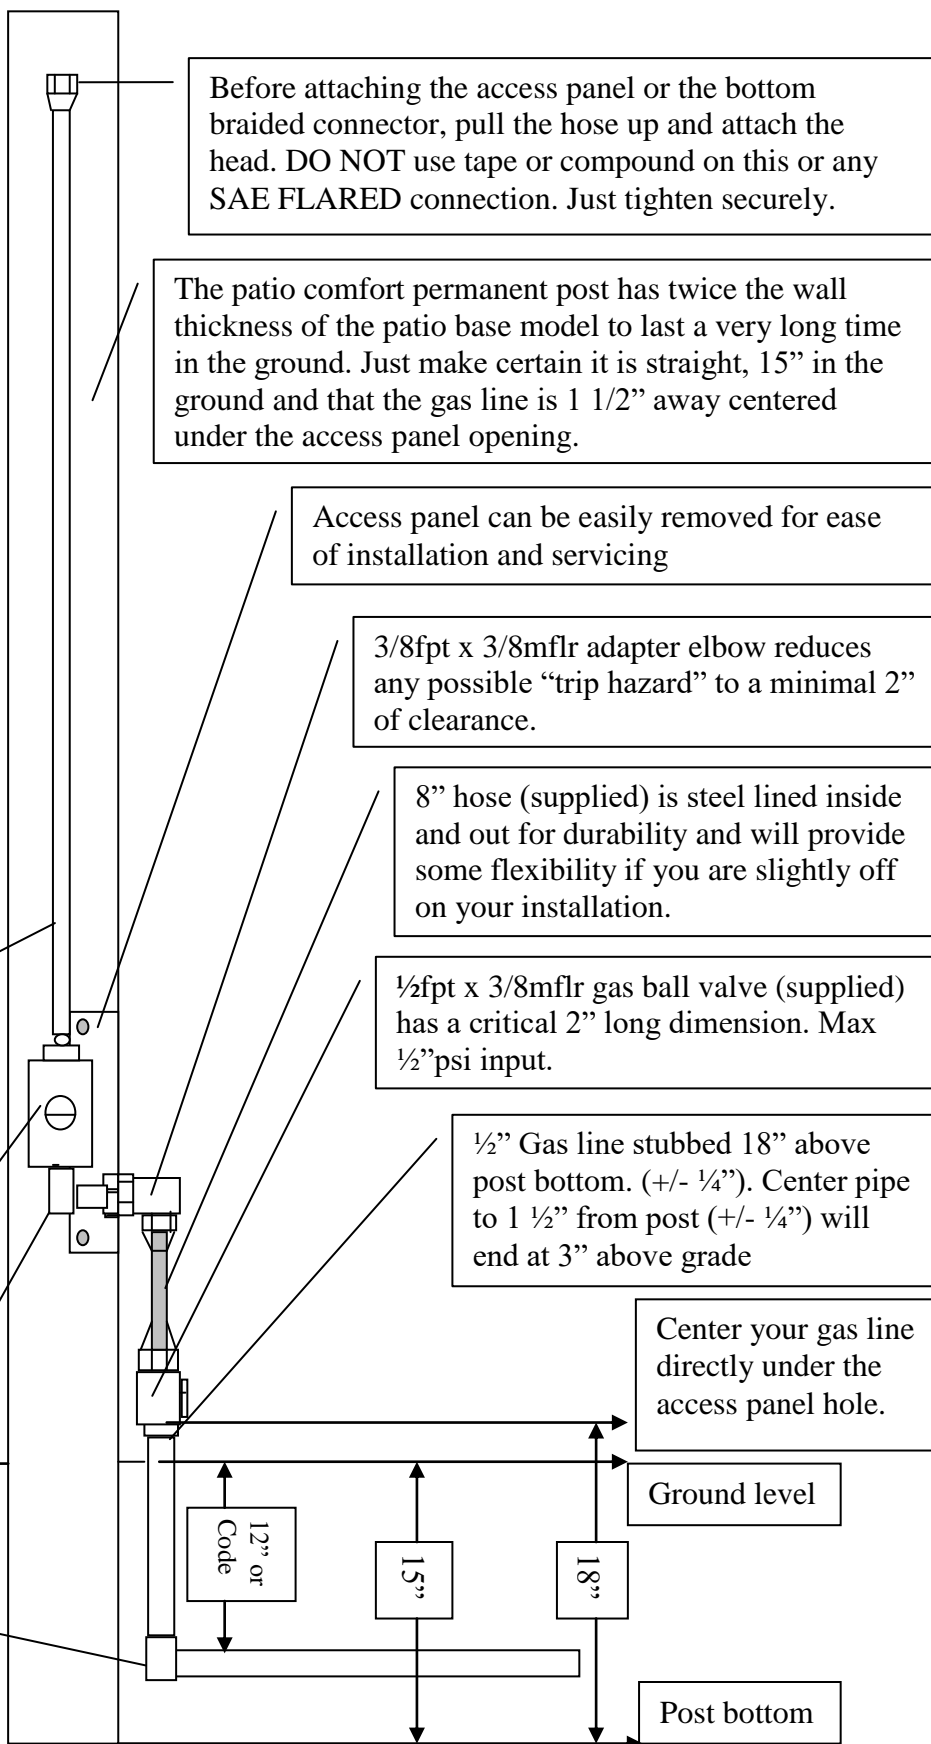 Before attaching the access panel or the bottom
braided connector, pull the hose up and attach the
head. DO NOT use tape or compound on this or any
SAE FLARED connection. Just tighten securely.
The patio comfort permanent post has twice the wall
thickness of the patio base model to last a very long time
in the ground. Just make certain it is straight, 15” in the
ground and that the gas line is 1 1/2” away centered
under the access panel opening.
Access panel can be easily removed for ease
of installation and servicing
3/8fpt x 3/8mflr adapter elbow reduces
any possible “trip hazard” to a minimal 2”
of clearance.
8” hose (supplied) is steel lined inside
and out for durability and will provide
some flexibility if you are slightly off
on your installation.
½fpt x 3/8mflr gas ball valve (supplied)
has a critical 2” long dimension. Max
½”psi input.
½” Gas line stubbed 18” above
post bottom. (+/- ¼”). Center pipe
to 1 ½” from post (+/- ¼”) will
end at 3” above grade
Center your gas line
directly under the
access panel hole.
Ground level
12” or
Code
15”
18”
Post bottom